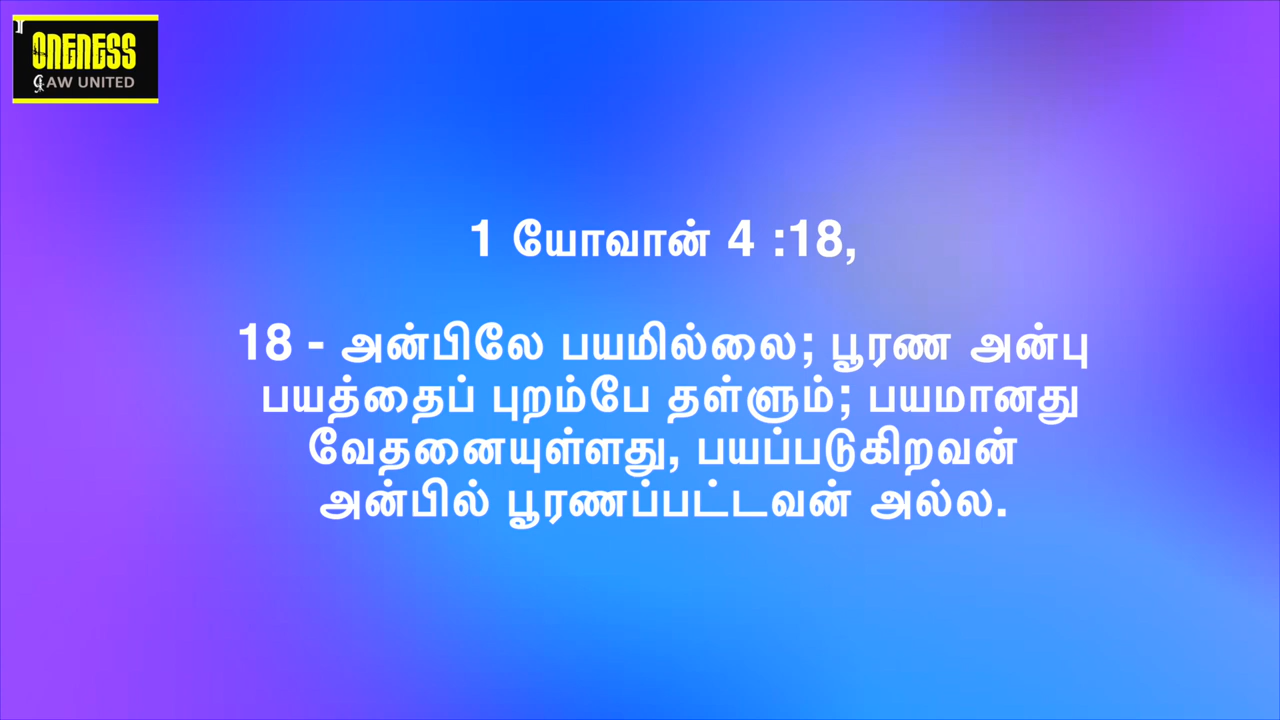 ONENESS
GAW UNITED
1 யோவான் 4 :18,
18 - அன்பிலே பயமில்லை; பூரண அன்பு
பயத்தைப் புறம்பே தள்ளும்; பயமானது
வேதனையுள்ளது, பயப்படுகிறவன்
அன்பில் பூரணப்பட்டவன் அல்ல.